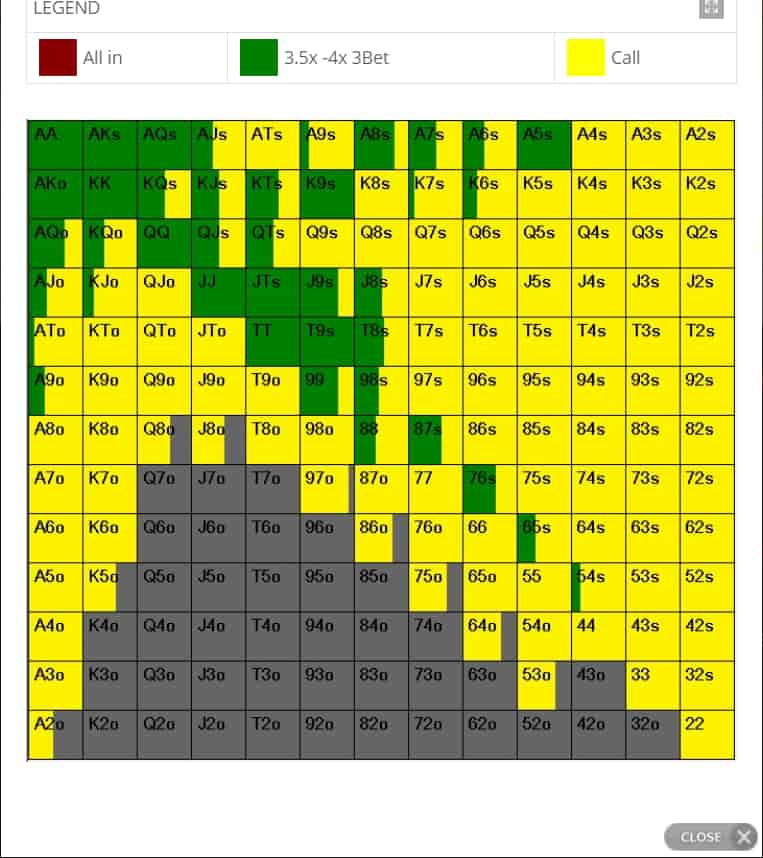 LEGEND
All in 3.5x -4x 3Bet Call
AA AKs AQs AJs ATs A9s A8s A7s A6s A5s A4s A3s A2s
AKo KK KQs KJs KTs K9s K8s K7s K6s K5s K4s K3s K2s
AQo KQo QQ QJs QTs Q9s Q8s Q7s Q6s Q5s Q4s Q3s Q2s
AJo KJo QJo JJ JTs J9s J8s J7s J6s J5s J4s J3s J2s
ATo KTo QTo JTo TT T9s T8s T7s T6s T5s T4s T3s T2s
A9o K9o Q9o J9o T9o 99 98s 97s 96s 95s 94s 93s 92s
A8o K8o Q8o J8o T8o 98o 88 87s 86s 85s 84s 83s 82s
A7o K7o Q7o J7o T7o 97o 87o 77 76s 75s 74s 73s 72s
A6o K6o Q6o J6o T6o 96o 86o 76o 66 65s 64s 63s 62s
A5o K5o Q5o J5o T5o 95o 85o 75o 65o 55 54s 53s 52s
A4o K4o Q4o J4o T4o 94o 84o 74o 64o 54o 44 43s 42s
A3o K3o Q3o J3o T3o 93o 83o 73o 63o 53o 43o 33 32s
A2o K2o Q2o J2o T2o 92o 82o 72o 62o 52o 42o 32o 22
CLOSE